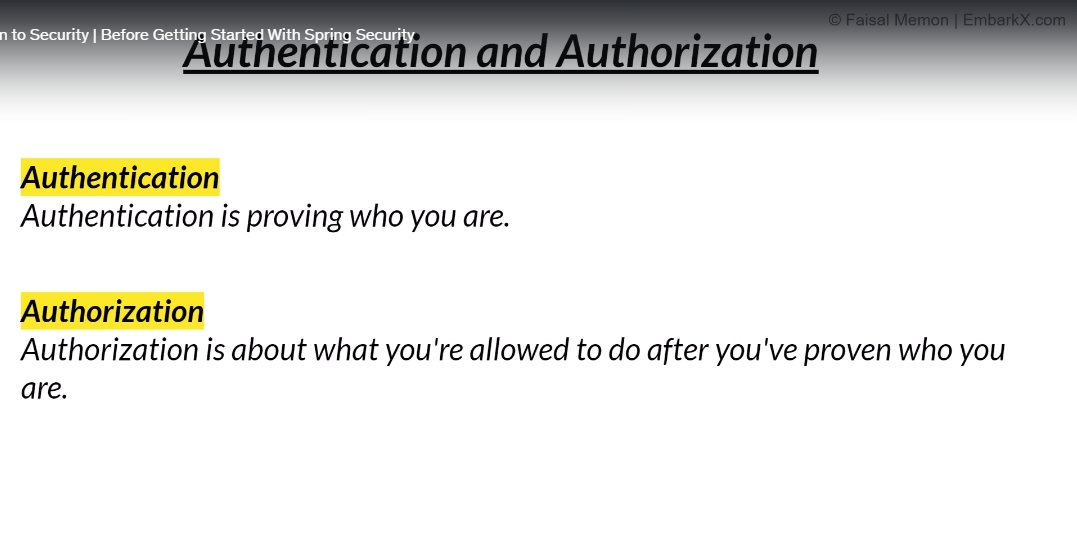 © Faisal Memon | EmbarkX.com
n to Security | Before Getting Started With Spring Security
Authentication and Authorization
Authentication
Authentication is proving who you are.
Authorization
Authorization is about what you're allowed to do after you've proven who you
are.